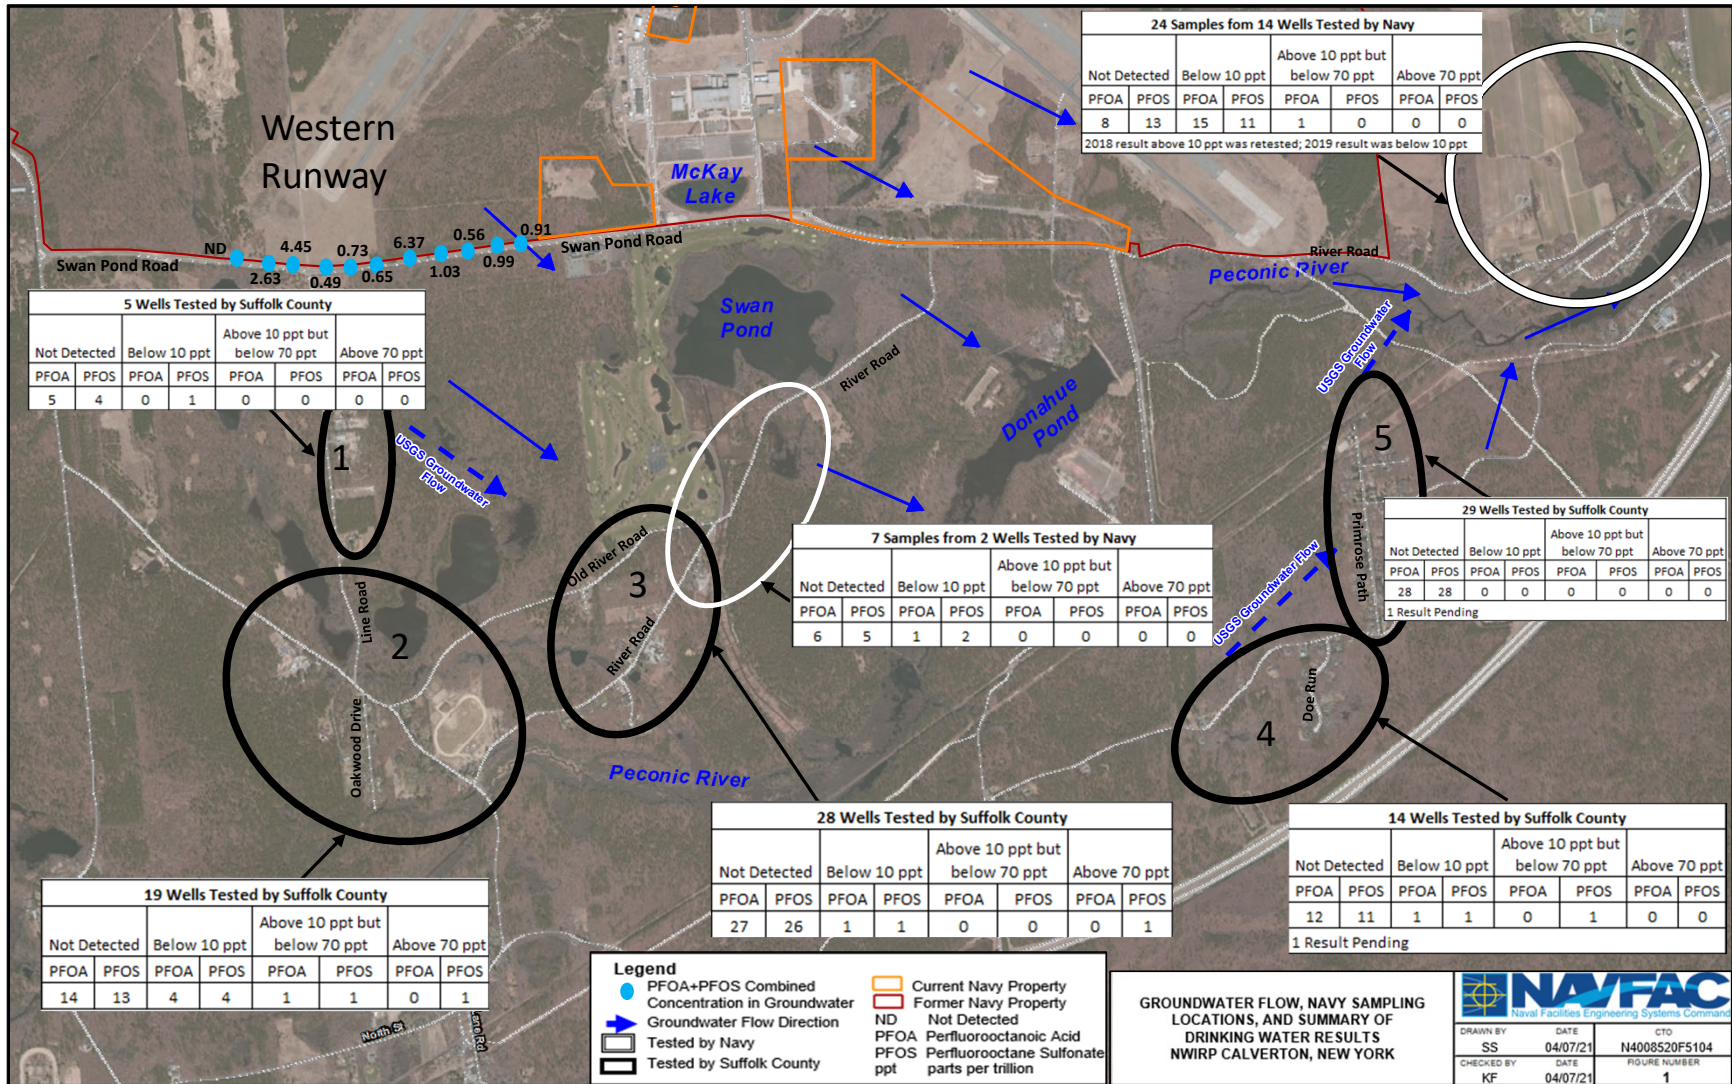 24 Samples fom 14 Wells Tested by Navy
Not Detected Below 10 ppt Above 10 ppt but below 70 ppt Above 70 ppt
PFOA PFOS PFOA PFOS PFOA PFOS PFOA PFOS
8 13 15 11 1 0 0 0
2018 result above 10 ppt was retested; 2019 result was below 10 ppt
Western
Runway
McKay
Lake
ND
2.63
4.45
0.49
0.73
0.65
6.37
1.03
0.56
0.99
0.91
Swan Pond Road
Swan Pond Road
River Road
Peconic River
5 Wells Tested by Suffolk County
Not Detected Below 10 ppt Above 10 ppt but below 70 ppt Above 70 ppt
PFOA PFOS PFOA PFOS PFOA PFOS PFOA PFOS
5 4 0 1 0 0 0 0
Swan
Pond
River Road
USGS Groundwater
Flow
Donahue
Pond
1
USGS Groundwater
Flow
5
29 Wells Tested by Suffolk County
Not Detected Below 10 ppt Above 10 ppt but below 70 ppt Above 70 ppt
PFOA PFOS PFOA PFOS PFOA PFOS PFOA PFOS
28 28 0 0 0 0 0 0
1 Result Pending
Primrose Path
7 Samples from 2 Wells Tested by Navy
Not Detected Below 10 ppt Above 10 ppt but below 70 ppt Above 70 ppt
PFOA PFOS PFOA PFOS PFOA PFOS PFOA PFOS
6 5 1 2 0 0 0 0
Old River Road
3
River Road
Line Road
2
Oakwood Drive
USGS Groundwater Flow
Doe Run
4
Peconic River
28 Wells Tested by Suffolk County
Not Detected Below 10 ppt Above 10 ppt but below 70 ppt Above 70 ppt
PFOA PFOS PFOA PFOS PFOA PFOS PFOA PFOS
27 26 1 1 0 0 0 1
14 Wells Tested by Suffolk County
Not Detected Below 10 ppt Above 10 ppt but below 70 ppt Above 70 ppt
PFOA PFOS PFOA PFOS PFOA PFOS PFOA PFOS
12 11 1 1 0 1 0 0
1 Result Pending
19 Wells Tested by Suffolk County
Not Detected Below 10 ppt Above 10 ppt but below 70 ppt Above 70 ppt
PFOA PFOS PFOA PFOS PFOA PFOS PFOA PFOS
14 13 4 4 1 1 0 1
North St
Rd
Legend
PFOA+PFOS Combined
Concentration in Groundwater
Groundwater Flow Direction
Tested by Navy
Tested by Suffolk County
Current Navy Property
Former Navy Property
ND Not Detected
PFOA Perfluorooctanoic Acid
PFOS Perfluorooctane Sulfonate
ppt parts per trillion
GROUNDWATER FLOW, NAVY SAMPLING
LOCATIONS, AND SUMMARY OF
DRINKING WATER RESULTS
NWIRP CALVERTON, NEW YORK
NAVFAC
Naval Facilities Engineering Systems Command
DRAWN BY DATE CTO
SS 04/07/21 N4008520F5104
CHECKED BY DATE FIGURE NUMBER
KF 04/07/21 1